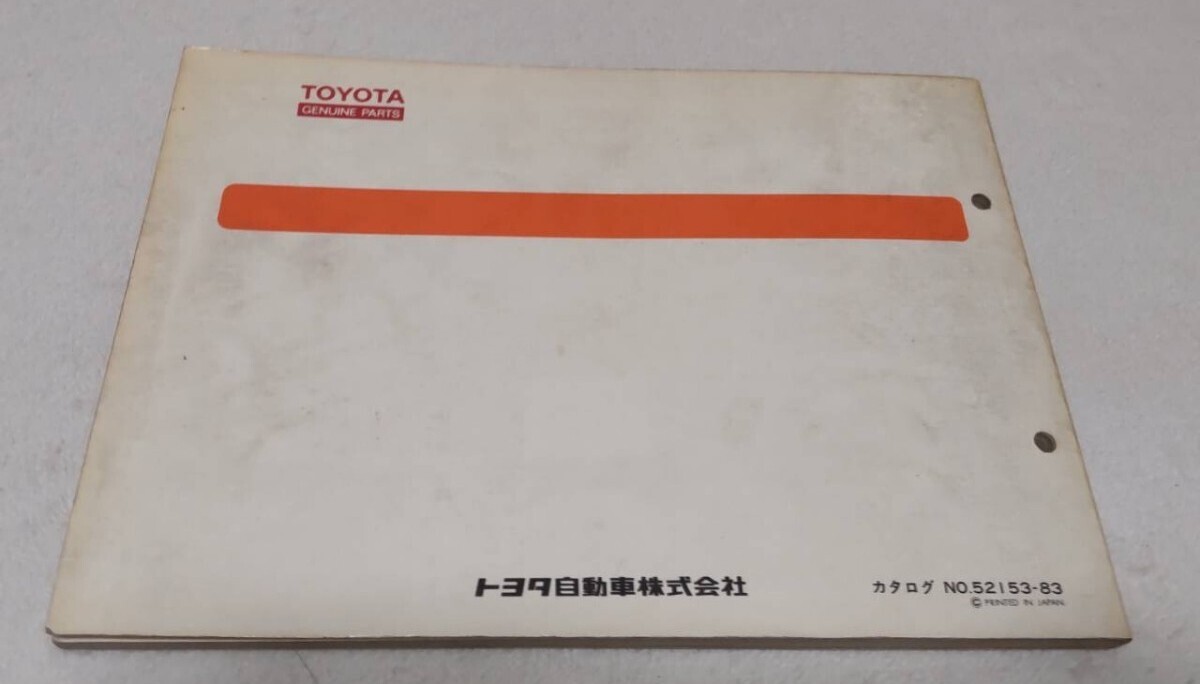 TOYOTA
GENUINE PARTS
トヨタ自動車株式会社
カタログ NO.52153-83
© PRINTED IN JAPAN